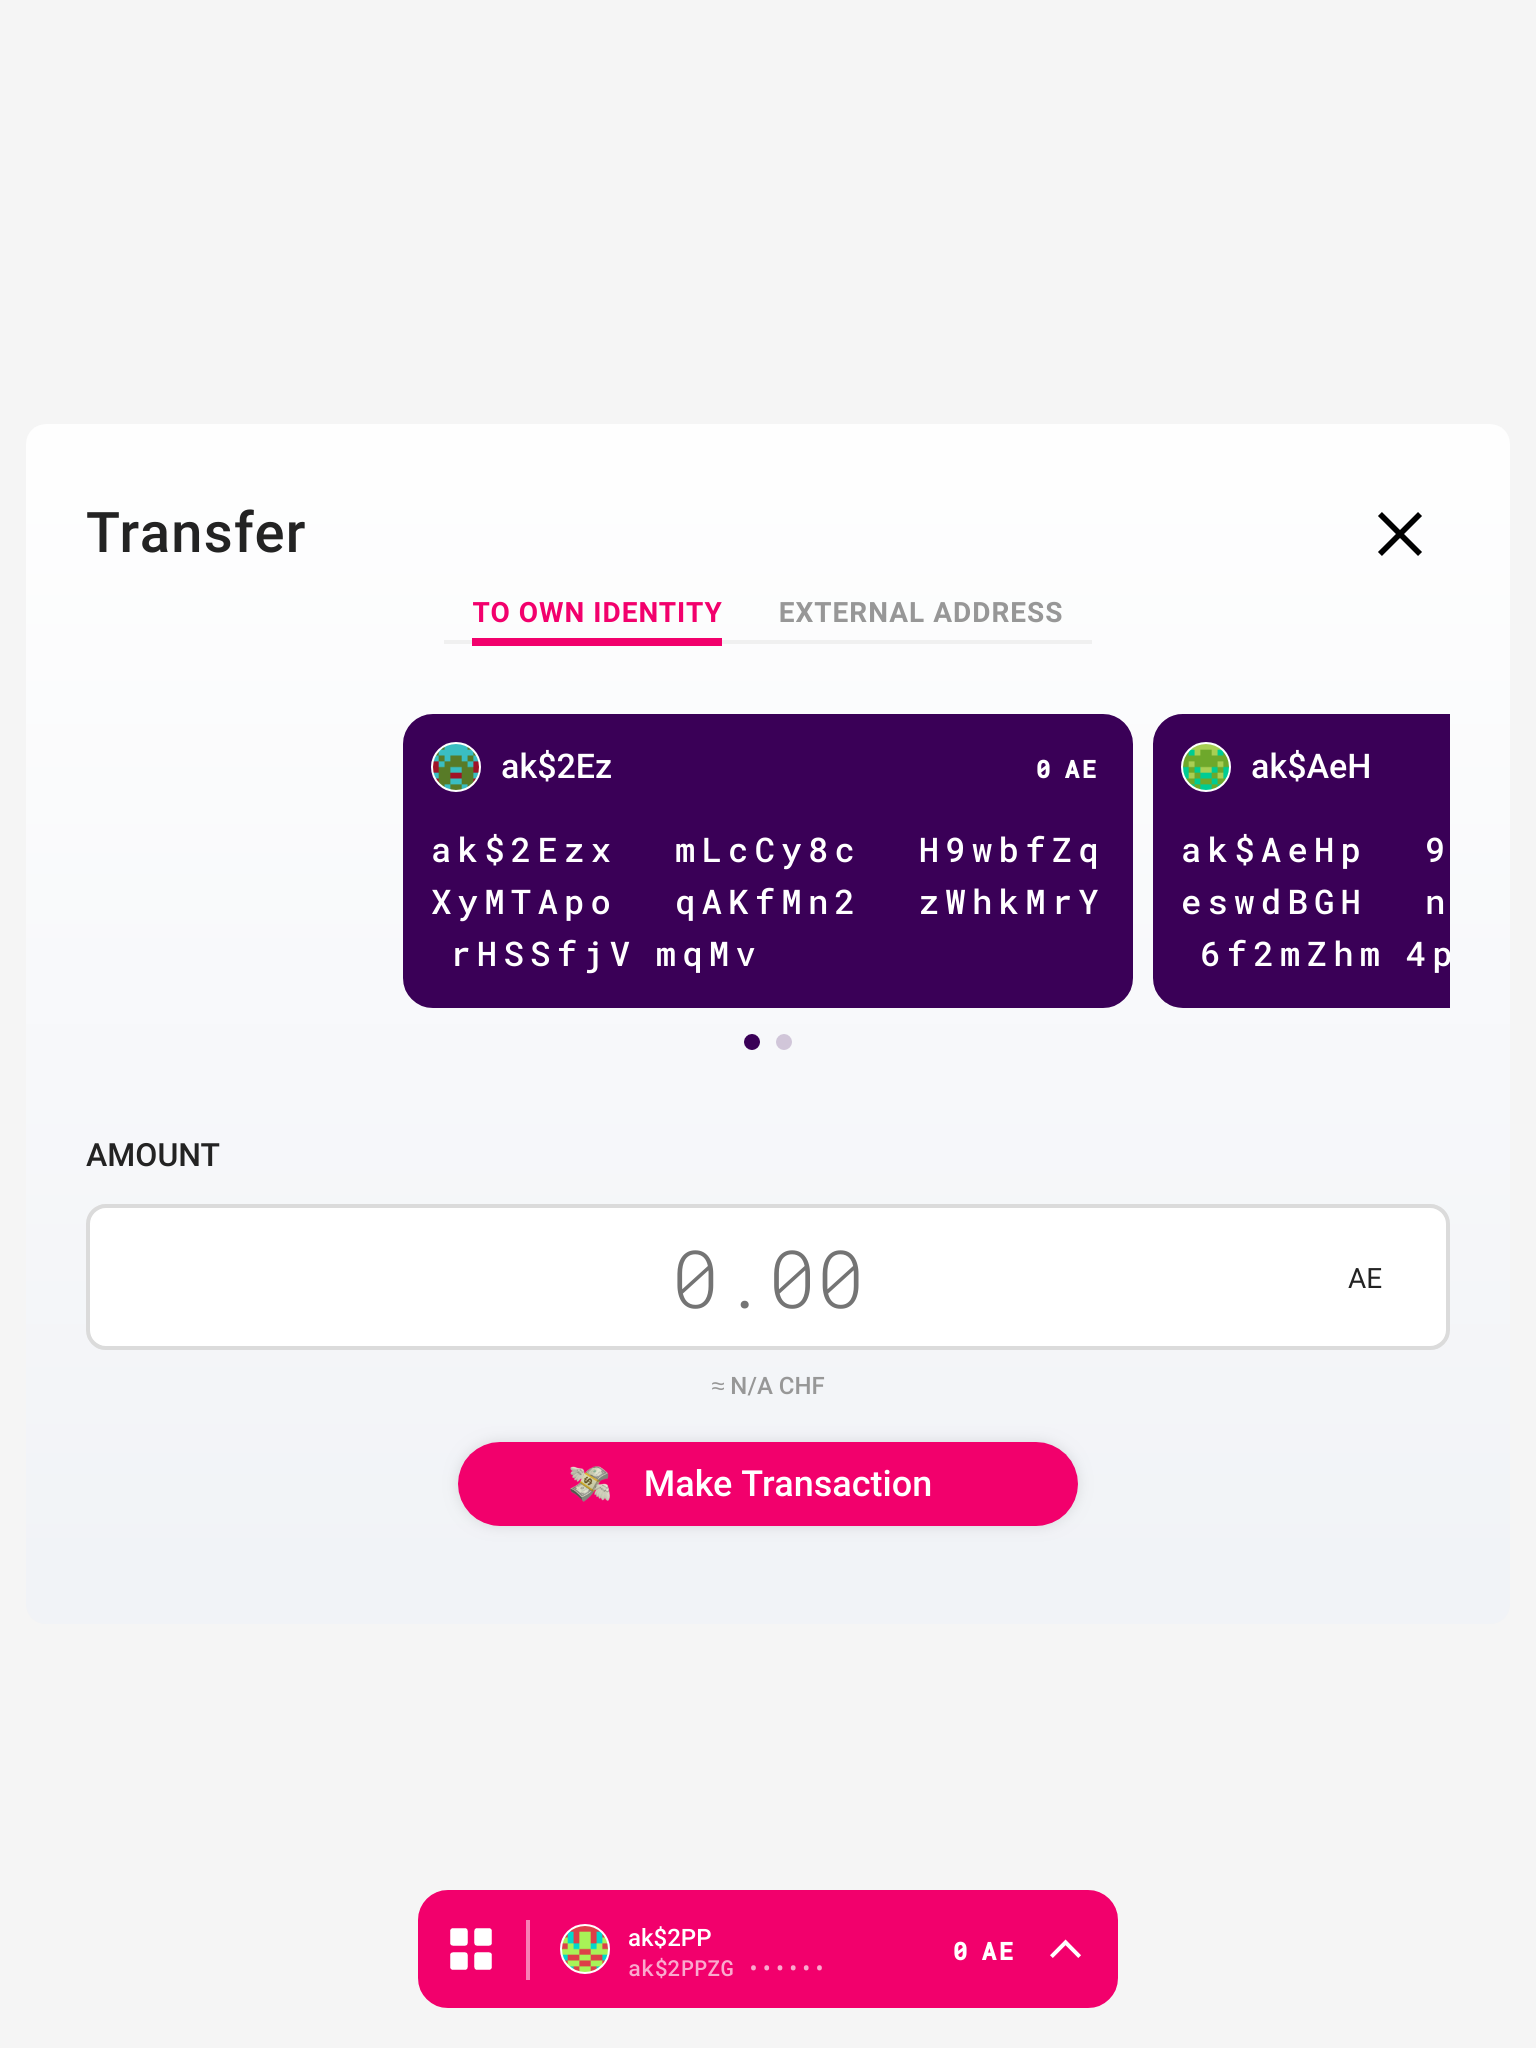 Transfer
TO OWN IDENTITY EXTERNAL ADDRESS
ak$2Ez 0 AE
ak$2Ezx mLcCy8c H9wbfZq
XyMTApo qAKfMn2 zWhkMrY
rHSSfjV mqMv
ak$AeH
ak$AeHp 9
eswdBGH n
6f2mZhm 4p
AMOUNT
0.00 AE
≈ N/A CHF
Make Transaction
ak$2PP
ak$2PPZG ······
0 AE